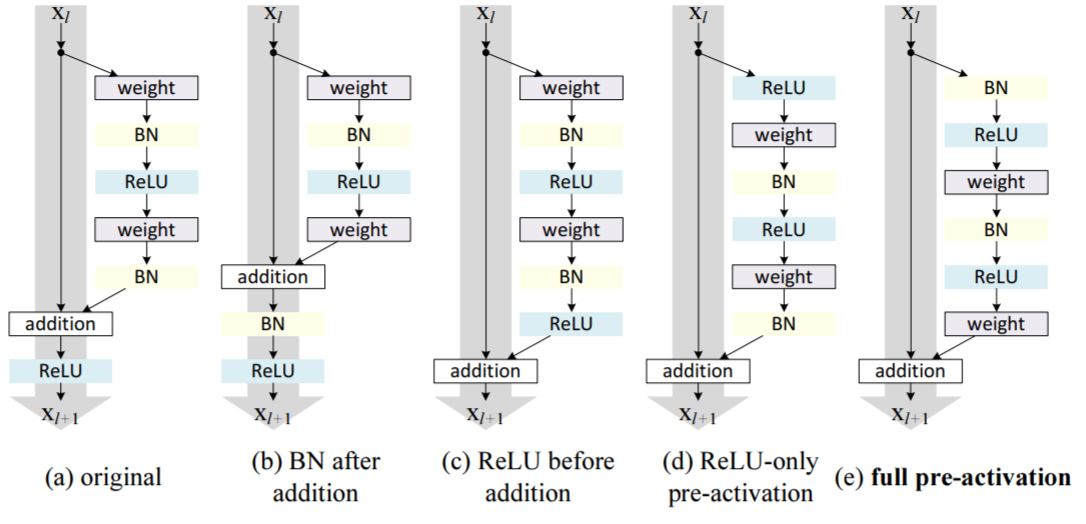 x_l
weight
BN
ReLU
weight
BN
addition
ReLU
x_{l+1}
(a) original
x_l
weight
BN
ReLU
weight
addition
BN
ReLU
x_{l+1}
(b) BN after
addition
x_l
weight
BN
ReLU
weight
BN
ReLU
addition
x_{l+1}
(c) ReLU before
addition
x_l
ReLU
weight
BN
ReLU
weight
BN
addition
x_{l+1}
(d) ReLU-only
pre-activation
x_l
BN
ReLU
weight
BN
ReLU
weight
addition
x_{l+1}
(e) full pre-activation